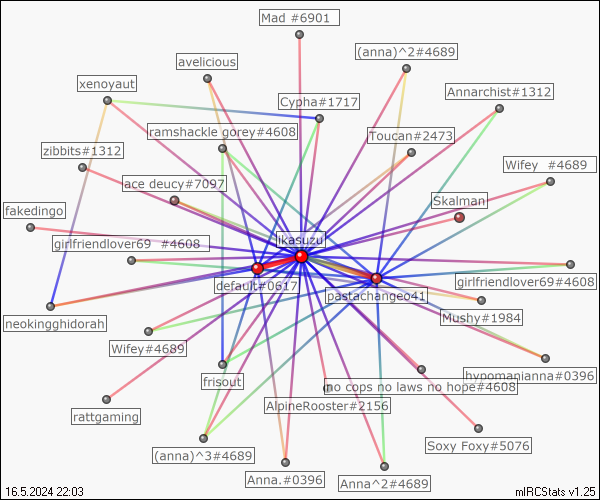 Mad #6901
(anna)^2#4689
avelicious
xenoyaut
Annarchist#1312
Cypha#1717
ramshackle gorey#4608
Toucan#2473
zibbits#1312
Wifey #4689
ace deucy#7097
Skalman
fakedingo
ikasuzu
girlfriendlover69 #4608
default#0617
girlfriendlover69#4608
pastachangeo41
Mushy#1984
neokingghidorah
Wifey#4689
hypomanianna#0396
frisout
no cops no laws no hope#4608
AlpineRooster#2156
rattgaming
Soxy Foxy#5076
(anna)^3#4689
Anna.#0396
Anna^2#4689
16.5.2024 22:03
mIRCStats v1.25